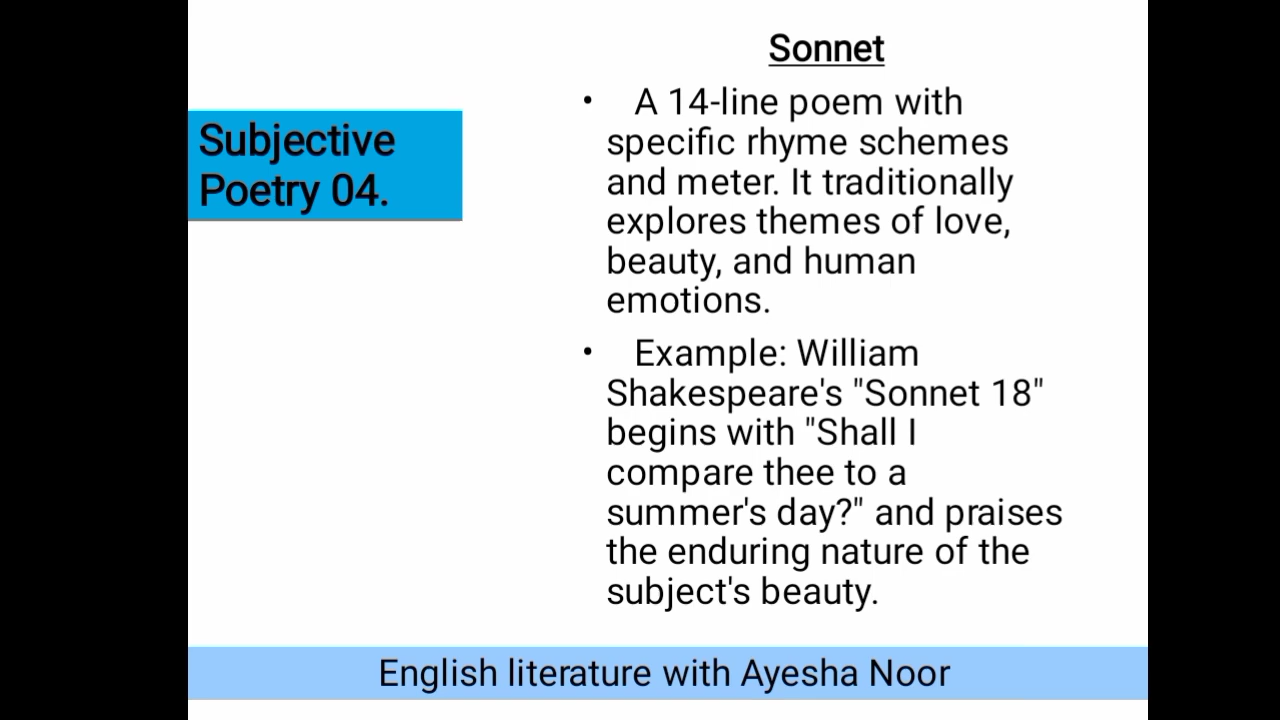 Subjective
Poetry 04.
Sonnet
• A 14-line poem with
specific rhyme schemes
and meter. It traditionally
explores themes of love,
beauty, and human
emotions.
• Example: William
Shakespeare's "Sonnet 18"
begins with "Shall I
compare thee to a
summer's day?" and praises
the enduring nature of the
subject's beauty.
English literature with Ayesha Noor